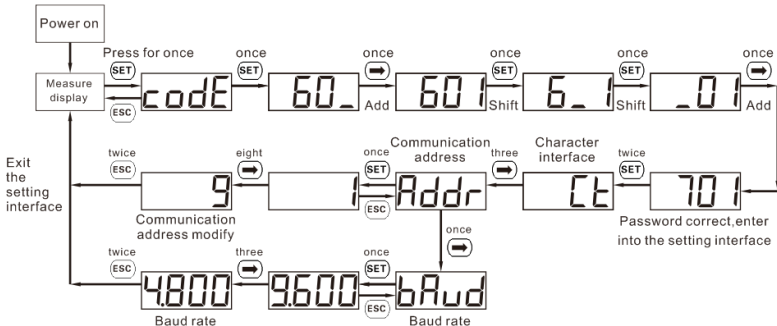 Power on
Press for once
once
once
once
once
once
SET
SET
➡
SET
SET
➡
Measure
display
codE
60_
601
6_1
_01
ESC
Add
Shift
Shift
Add
Communication
address
Character
interface
Exit
the
setting
interface
twice
eight
once
three
twice
ESC
➡
SET
➡
SET
9
1
Addr
Ct
701
ESC
Communication
address modify
Password correct,enter
into the setting interface
once
➡
twice
three
once
ESC
➡
SET
4.800
9.600
bAud
ESC
Baud rate
Baud rate